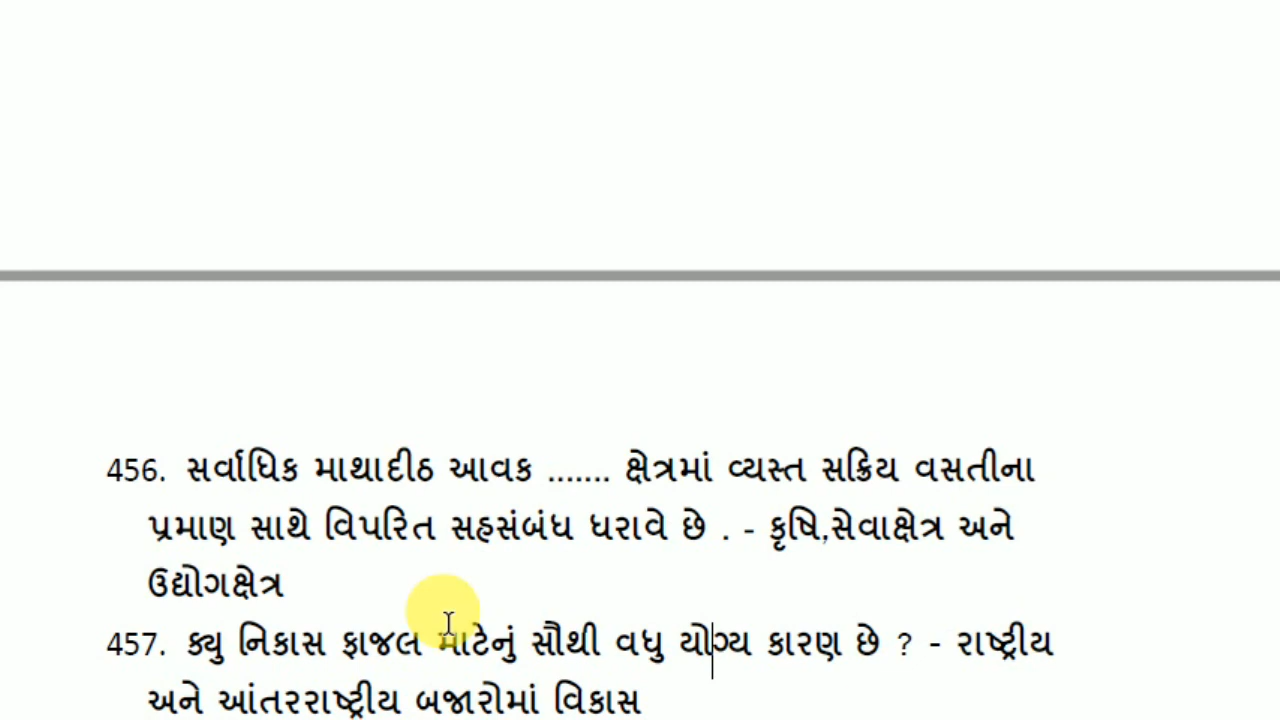 456. સર્વાધિક માથાદીઠ આવક ....... ક્ષેત્રમાં વ્યસ્ત સક્રિય વસતીના
પ્રમાણ સાથે વિપરિત સહસંબંધ ધરાવે છે . - કૃષિ,સેવાક્ષેત્ર અને
ઉદ્યોગક્ષેત્ર
457. ક્યુ નિકાસ ફાજલ માટેનું સૌથી વધુ યોગ્ય કારણ છે ? - રાષ્ટ્રીય
અને આંતરરાષ્ટ્રીય બજારોમાં વિકાસ